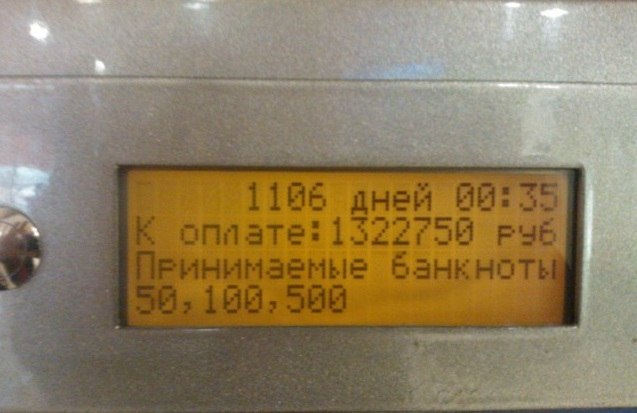 1106 дней 00:35
К оплате:1322750 руб
Принимаемые банкноты
50,100,500